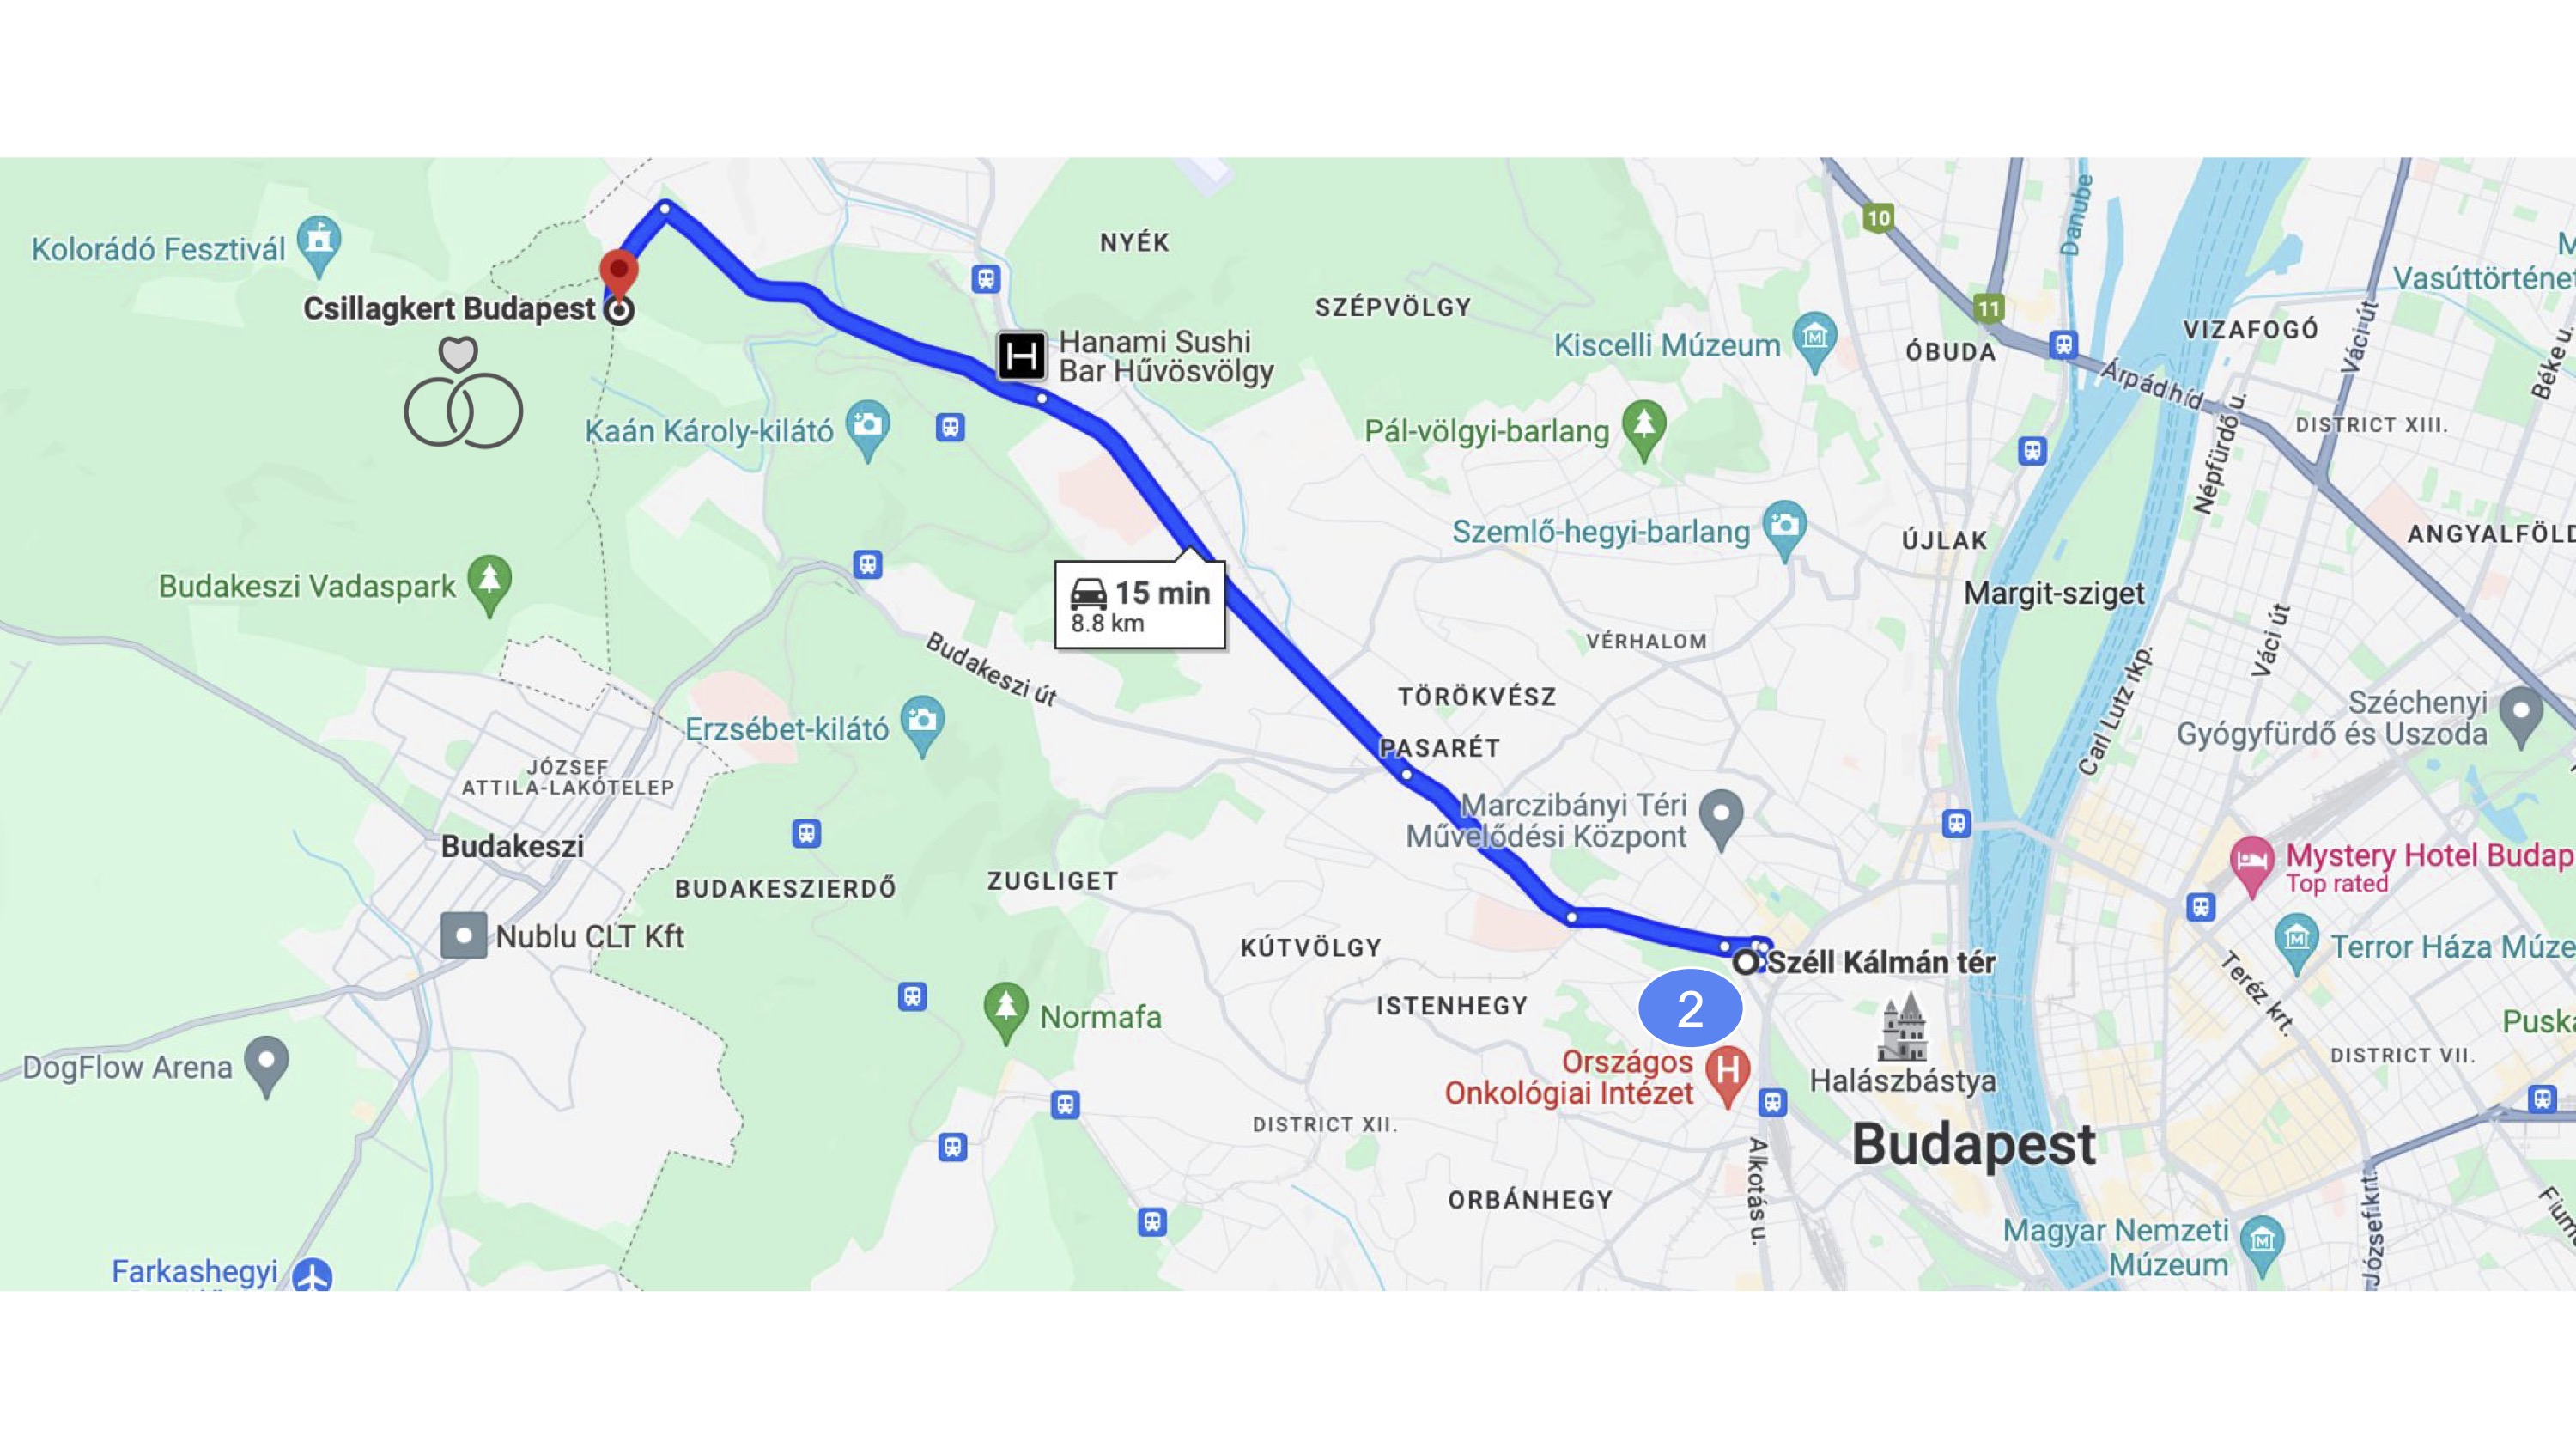 10
Danube
NYÉK
Kolorádó Fesztivál
Vasúttörténe
Csillagkert Budapest
SZÉPVÖLGY
11
VIZAFOGÓ
Váci út
Hanami Sushi
Bar Hűvösvölgy
Kiscelli Múzeum
ÓBUDA
Béke u.
Árpád híd
Kaán Károly-kilátó
Pál-völgyi-barlang
DISTRICT XIII.
Népfürdő u.
Szemlő-hegyi-barlang
ÚJLAK
ANGYALFÖLD
Budakeszi Vadaspark
15 min
8.8 km
Margit-sziget
VÉRHALOM
Váci út
Budakeszi út
TÖRÖKVÉSZ
Carl Lutz rkp.
Széchenyi
Gyógyfürdő és Uszoda
Erzsébet-kilátó
PASARÉT
JÓZSEF
ATTILA-LAKÓTELEP
Marczibányi Téri
Művelődési Központ
Budakeszi
Mystery Hotel Budap
Top rated
BUDAKESZIERDŐ
ZUGLIGET
Nublu CLT Kft
KÚTVÖLGY
Széll Kálmán tér
Terror Háza Múze
Teréz krt.
ISTENHEGY
2
Normafa
Puská
DogFlow Arena
Országos
Onkológiai Intézet
H
Halászbástya
DISTRICT VII.
DISTRICT XII.
Budapest
Alkotás u.
ORBÁNHEGY
József krt.
Fium
Magyar Nemzeti
Múzeum
Farkashegyi